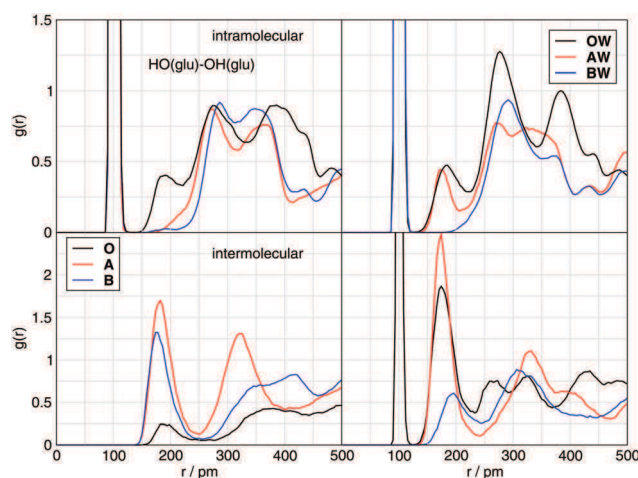 1.5
intramolecular
HO(glu)-OH(glu)
OW
AW
BW
1
g(r)
0.5
0
O
A
B
intermolecular
2
1.5
g(r)
1
0.5
0
0 100 200 300 400 500
100 200 300 400 500
r / pm
r / pm